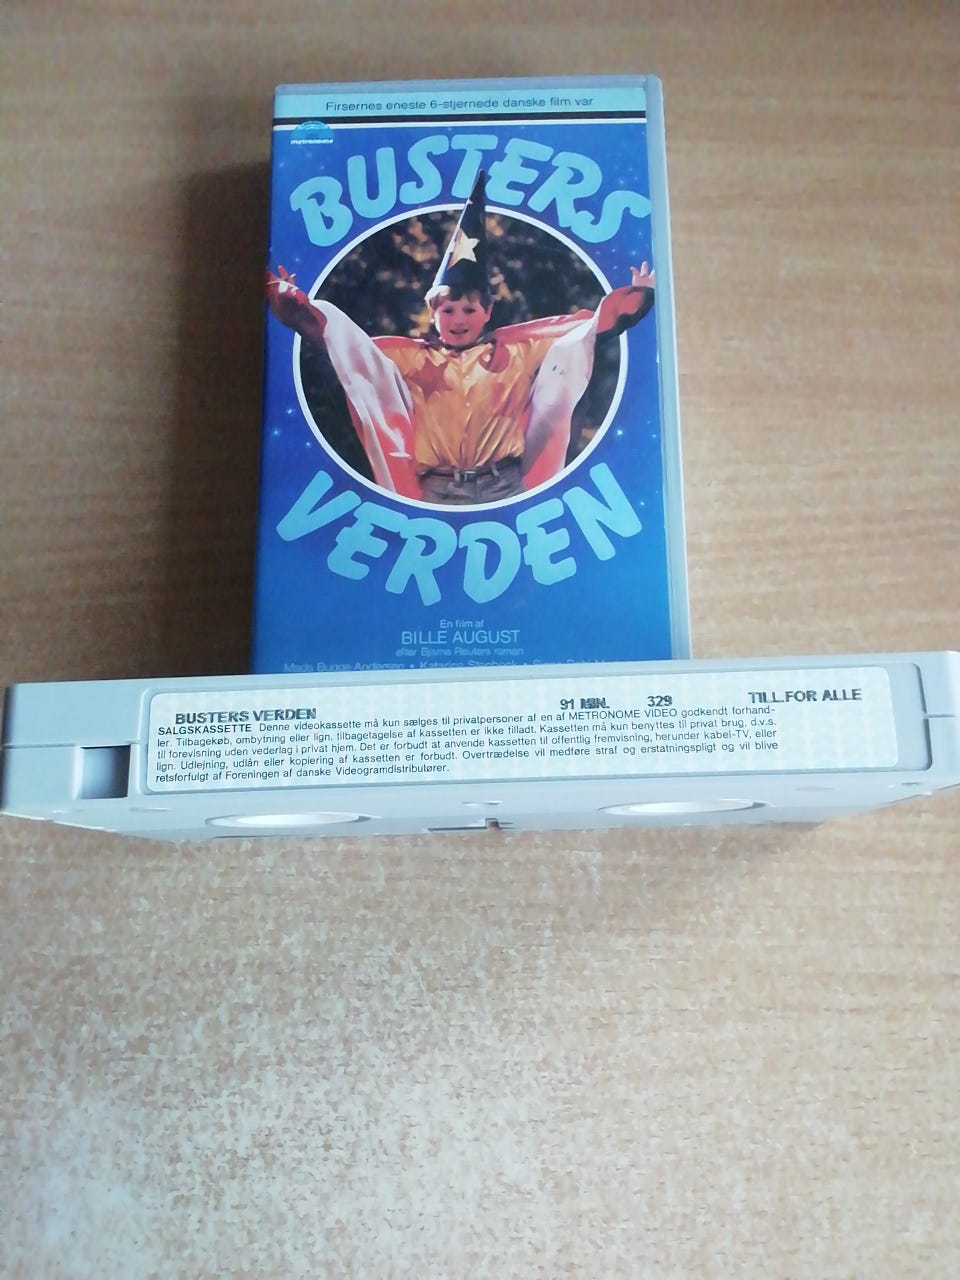 Firsernes eneste 6-stjernede danske film var
metronome
BUSTERS
VERDEN
En film af
BILLE AUGUST
efter Bjarne Reuters roman
Mads Bugge Andersen • Katarina Stenbeck •
BUSTERS VERDEN 91 MIN. 329 TILL.FOR ALLE
SALGSKASSETTE Denne videokassette må kun sælges til privatpersoner af en af METRONOME VIDEO godkendt forhand-
ler. Tilbagekøb, ombytning eller lign. tilbagetagelse af kassetten er ikke tilladt. Kassetten må kun benyttes til privat brug, d.v.s.
til forevisning uden vederlag i privat hjem. Det er forbudt at anvende kassetten til offentlig fremvisning, herunder kabel-TV, eller
lign. Udlejning, udlån eller kopiering af kassetten er forbudt. Overtrædelse vil medføre straf og erstatningspligt og vil blive
retsforfulgt af Foreningen af danske Videogramdistributører.